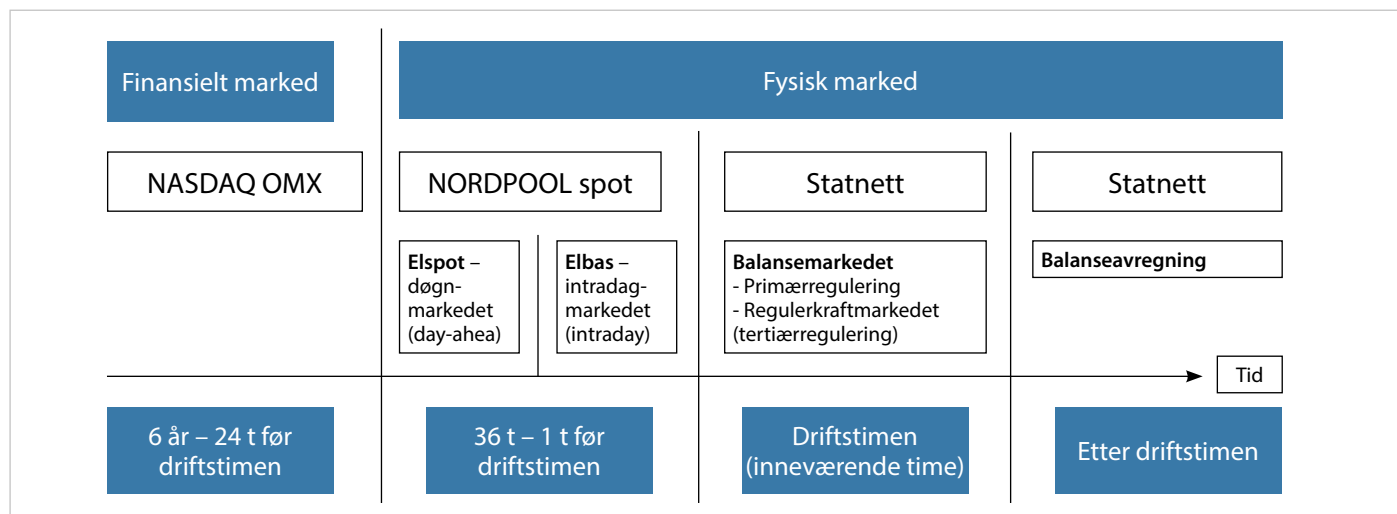 Finansielt marked
Fysisk marked
NASDAQ OMX
NORDPOOL spot
Statnett
Statnett
Elspot –
døgn-
markedet
(day-ahea)
Elbas –
intradag-
markedet
(intraday)
Balansemarkedet
- Primærregulering
- Regulerkraftmarkedet
(tertiærregulering)
Balanseavregning
Tid
6 år – 24 t før
driftstimen
36 t – 1 t før
driftstimen
Driftstimen
(inneværende time)
Etter driftstimen